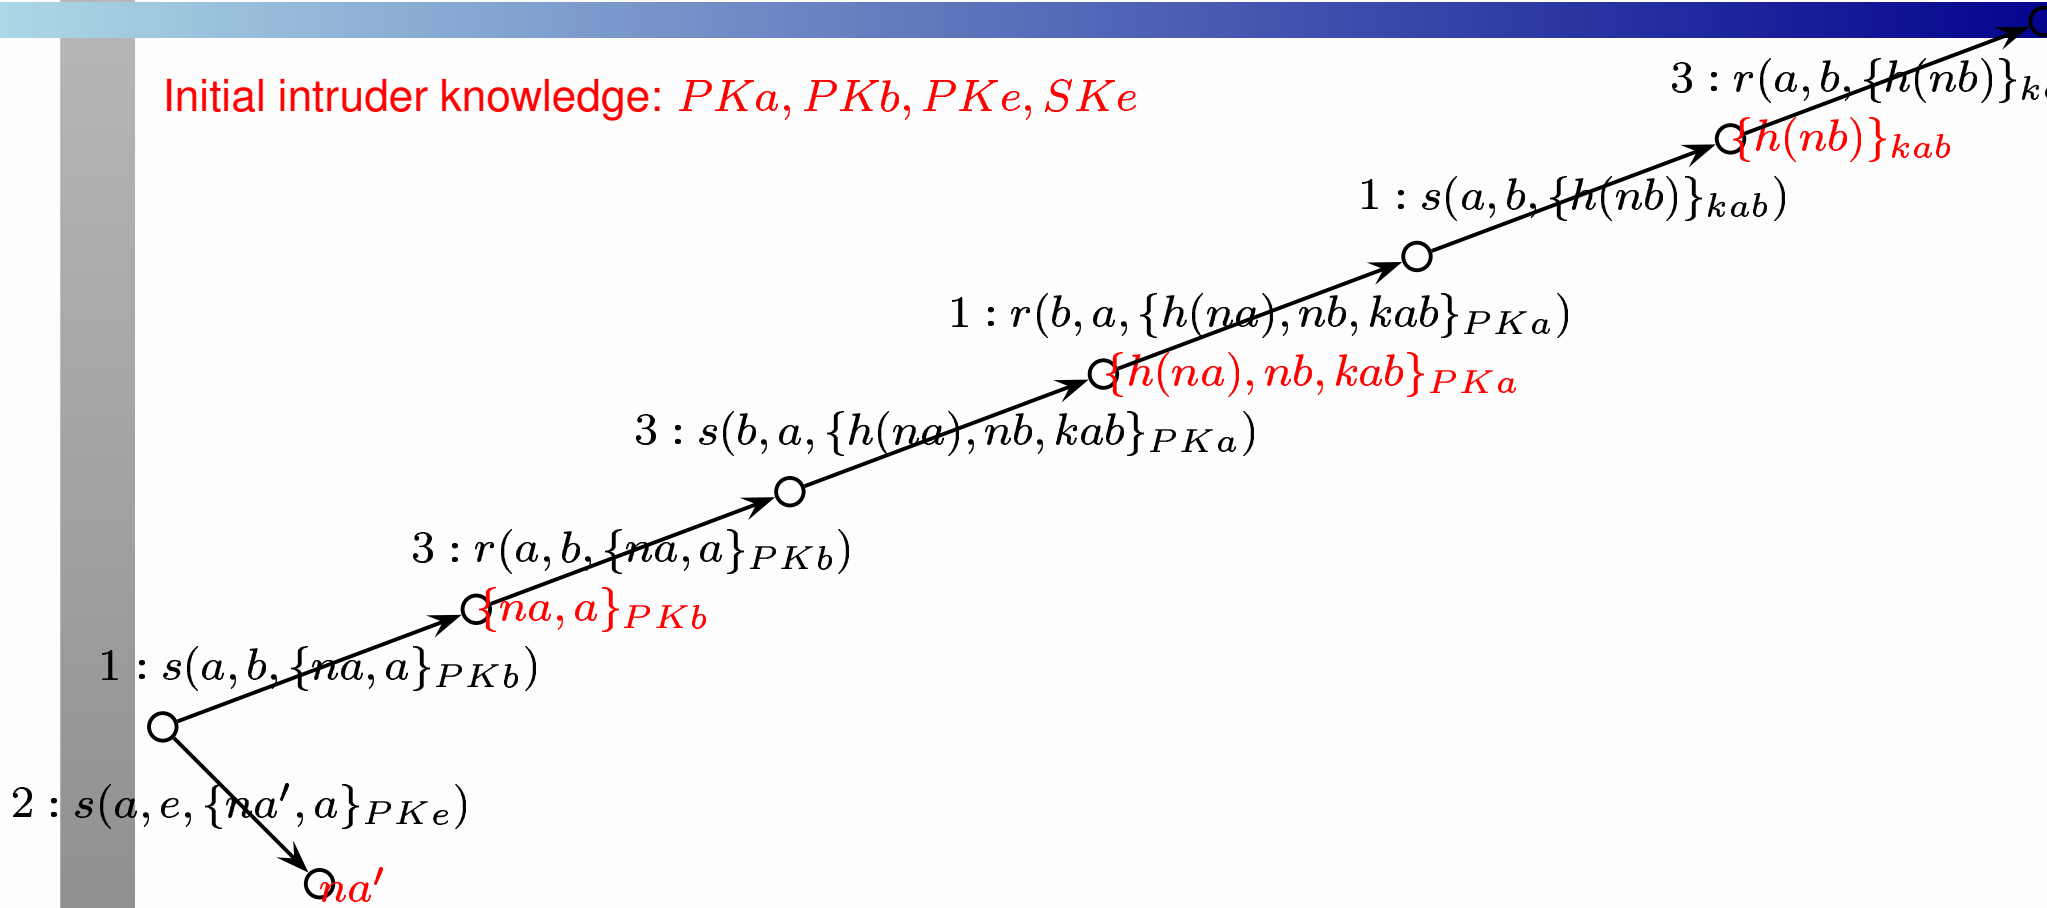 3 : r(a, b, {h(nb)}k
Initial intruder knowledge: PKa, PKb, PKe, SKe
{h(nb)}kab
1 : s(a, b, {h(nb)}kab)
1 : r(b, a, {h(na), nb, kab}PKa)
{h(na), nb, kab}PKa
3 : s(b, a, {h(na), nb, kab}PKa)
3 : r(a, b, {na, a}PKb)
{na, a}PKb
1 : s(a, b, {na, a}PKb)
2 : s(a, e, {na′, a}PKe)
na′